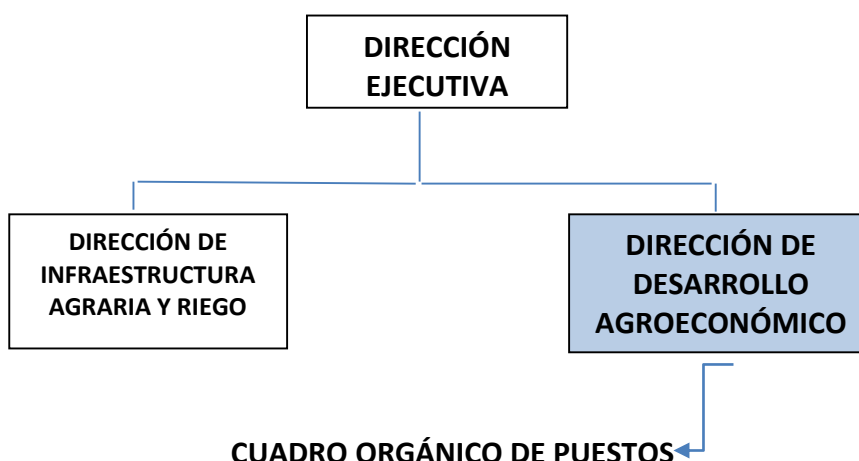 DIRECCIÓN
EJECUTIVA
DIRECCIÓN DE
INFRAESTRUCTURA
AGRARIA Y RIEGO
DIRECCIÓN DE
DESARROLLO
AGROECONÓMICO
CUADRO ORGÁNICO DE PUESTOS